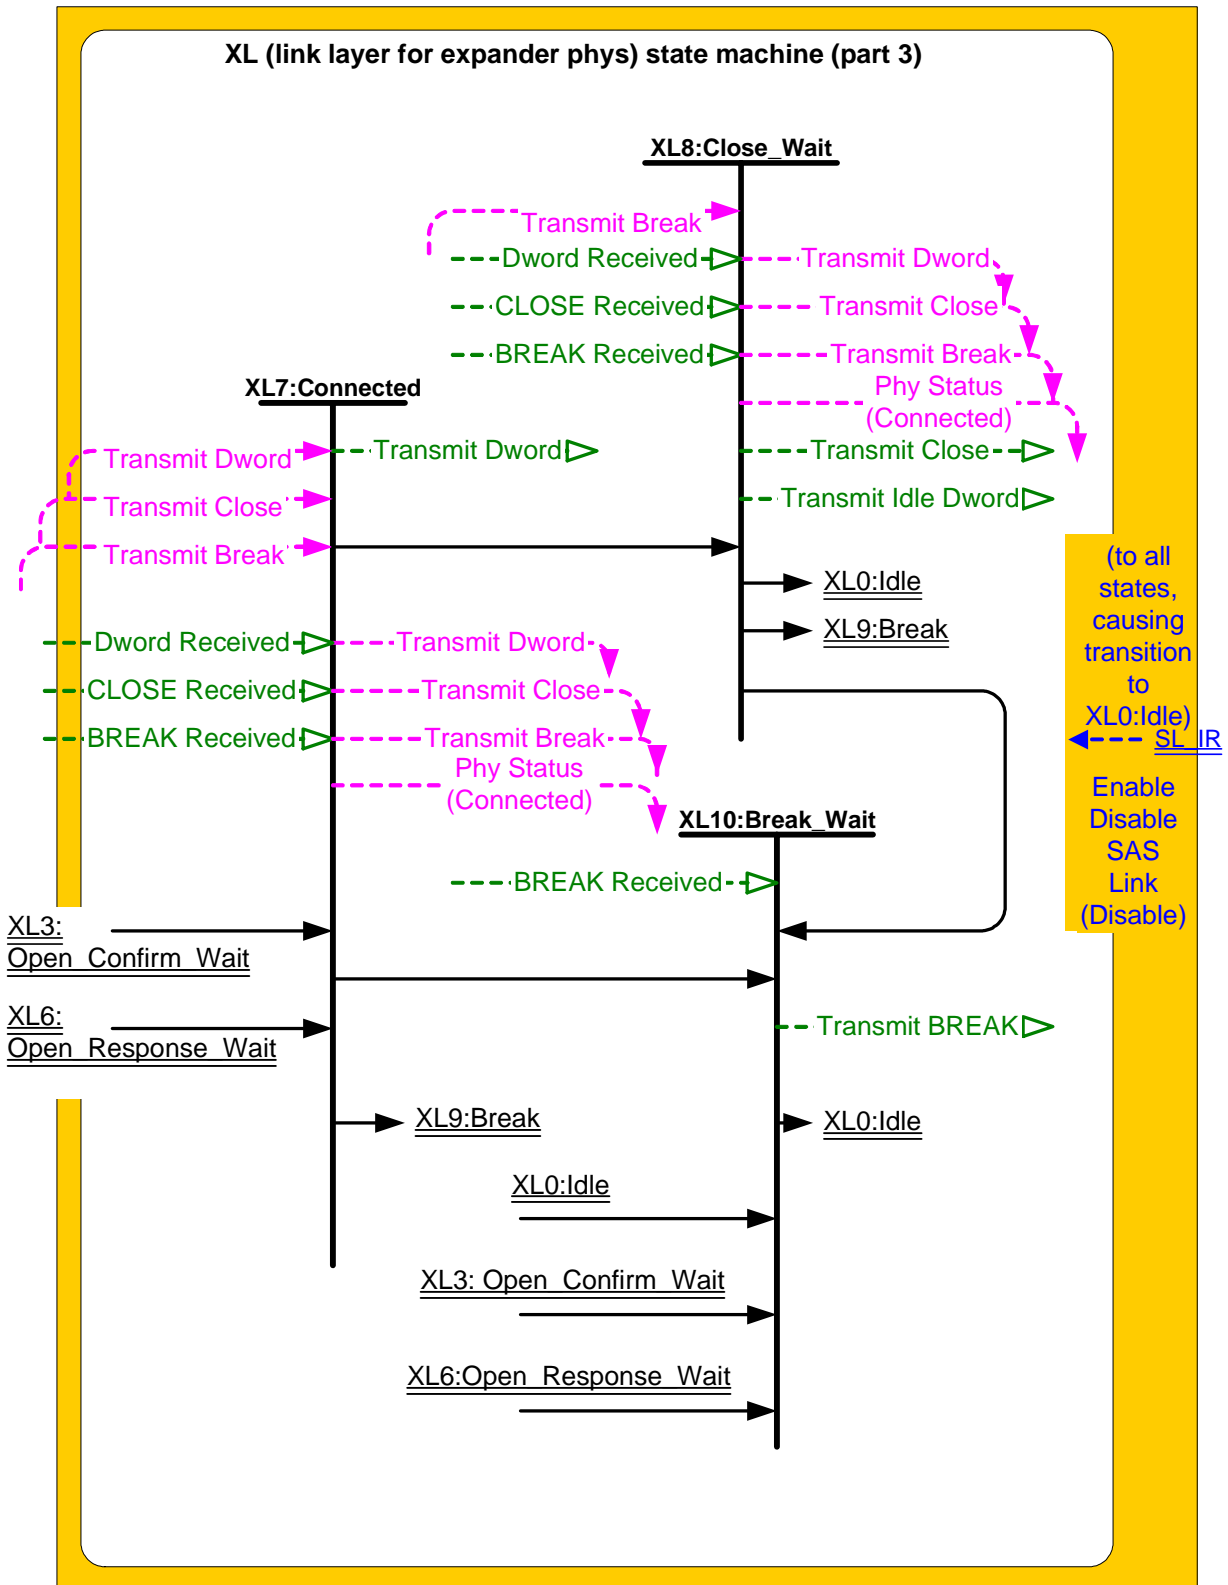 XL (link layer for expander phys) state machine (part 3)
XL8:Close_Wait
Transmit Break
Dword Received
Transmit Dword
CLOSE Received
Transmit Close
BREAK Received
Transmit Break
Phy Status
(Connected)
Transmit Close
Transmit Idle Dword
XL7:Connected
Transmit Dword
Transmit Dword
Transmit Close
Transmit Break
XL0:Idle
XL9:Break
Dword Received
Transmit Dword
CLOSE Received
Transmit Close
BREAK Received
Transmit Break
Phy Status
(Connected)
(to all
states,
causing
transition
to
XL0:Idle)
SL_IR
Enable
Disable
SAS
Link
(Disable)
XL10:Break_Wait
BREAK Received
XL3:
Open_Confirm_Wait
XL6:
Open_Response_Wait
Transmit BREAK
XL9:Break
XL0:Idle
XL0:Idle
XL3: Open_Confirm_Wait
XL6:Open_Response_Wait